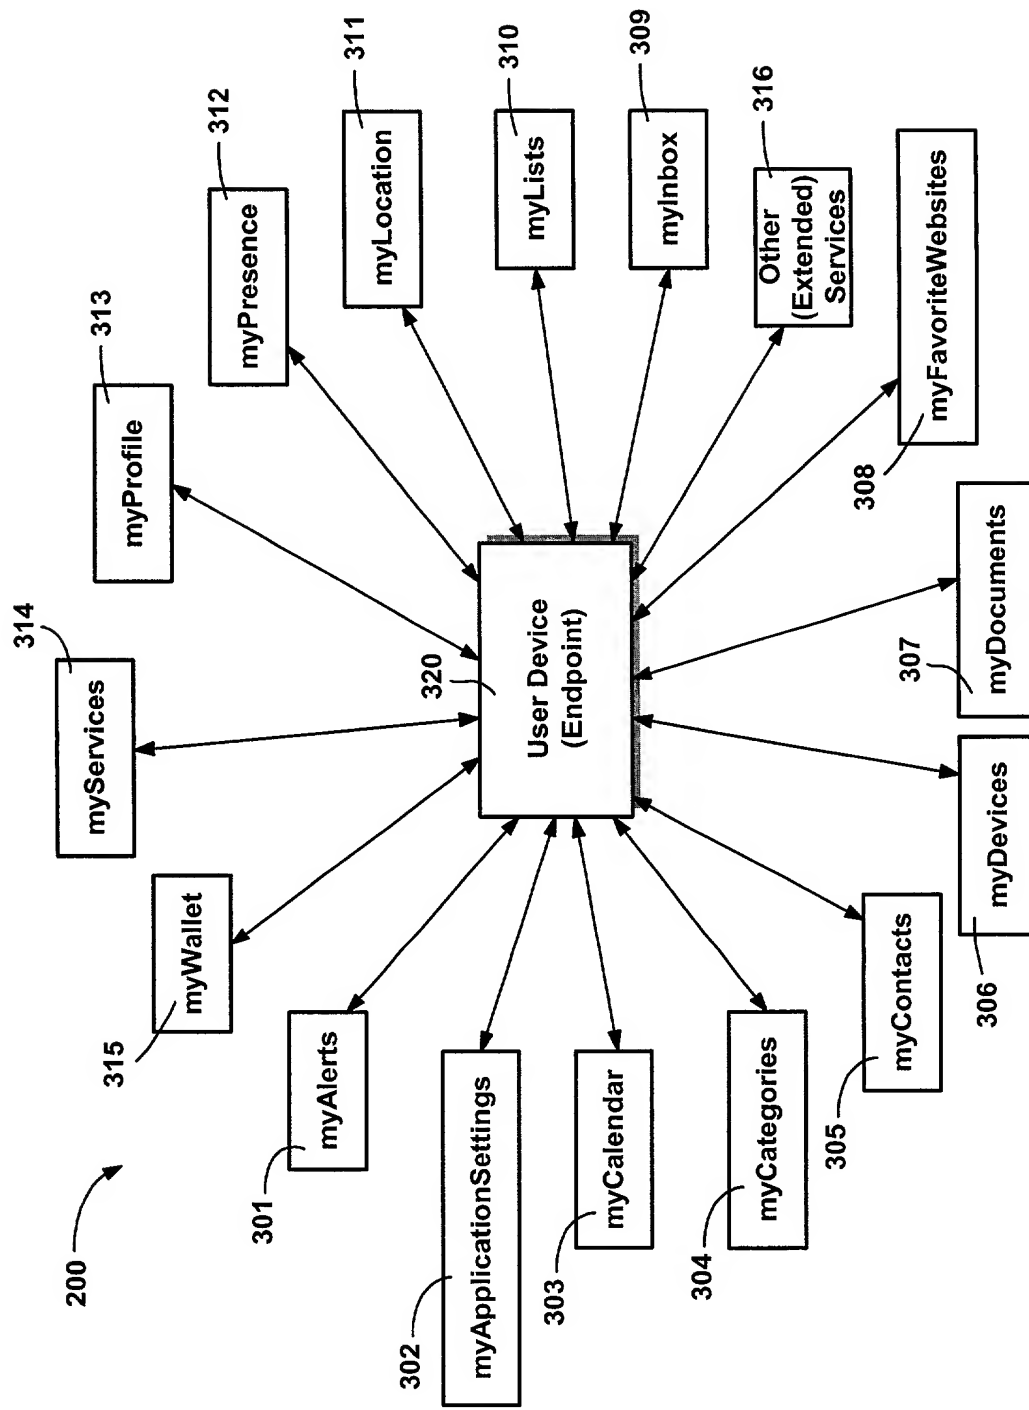 200
314
myServices
313
myProfile
315
myWallet
312
myPresence
301
myAlerts
311
myLocation
302
myApplicationSettings
320
User Device
(Endpoint)
310
myLists
303
myCalendar
309
myInbox
304
myCategories
316
Other
(Extended)
Services
305
myContacts
308
myFavoriteWebsites
306
myDevices
307
myDocuments